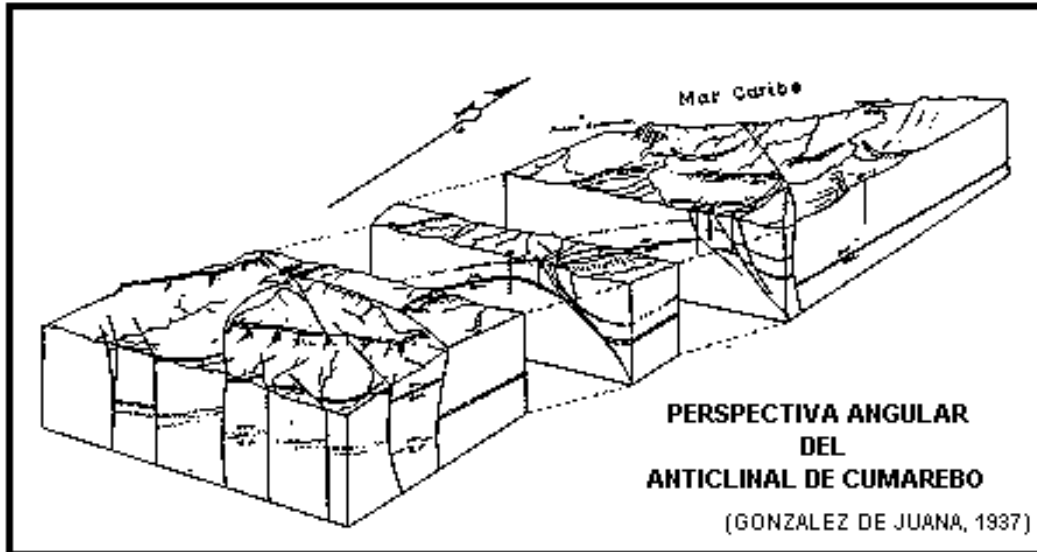 Mar Caribe
N
PERSPECTIVA ANGULAR
DEL
ANTICLINAL DE CUMAREBO
(GONZALEZ DE JUANA, 1937)